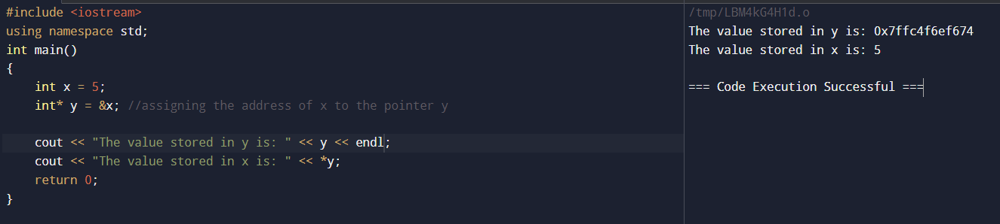 #include <iostream>
using namespace std;
int main()
{
    int x = 5;
    int* y = &x; //assigning the address of x to the pointer y

    cout << "The value stored in y is: " << y << endl;
    cout << "The value stored in x is: " << *y;
    return 0;
}
/tmp/LBM4kG4H1d.o
The value stored in y is: 0x7ffc4f6ef674
The value stored in x is: 5

=== Code Execution Successful ===